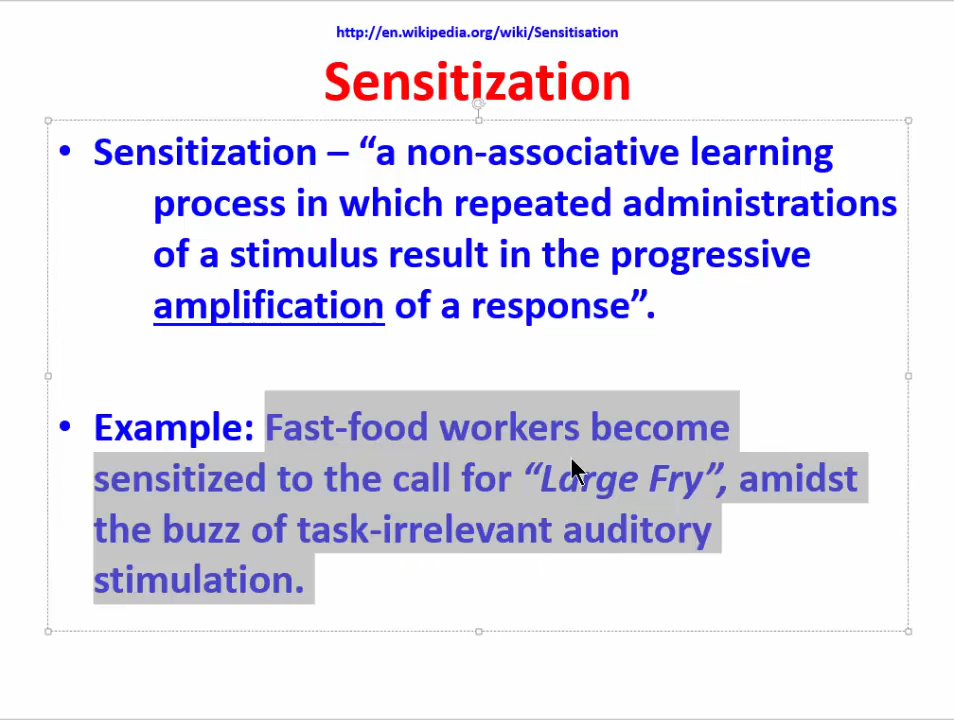 http://en.wikipedia.org/wiki/Sensitisation
Sensitization
• Sensitization – “a non-associative learning
process in which repeated administrations
of a stimulus result in the progressive
amplification of a response”.
• Example: Fast-food workers become
sensitized to the call for “Large Fry”, amidst
the buzz of task-irrelevant auditory
stimulation.